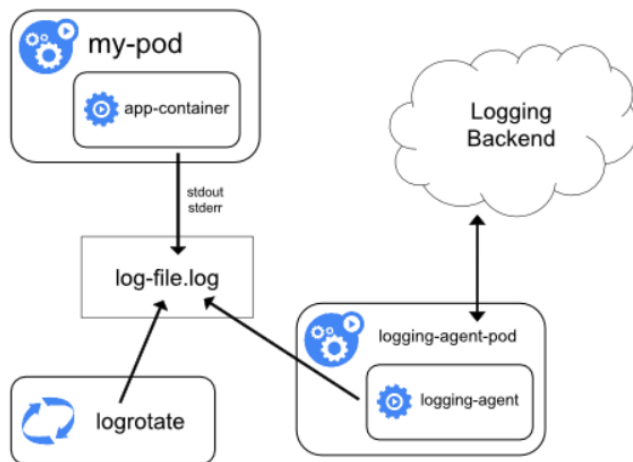 my-pod
app-container
Logging
Backend
stdout
stderr
log-file.log
logging-agent-pod
logging-agent
logrotate